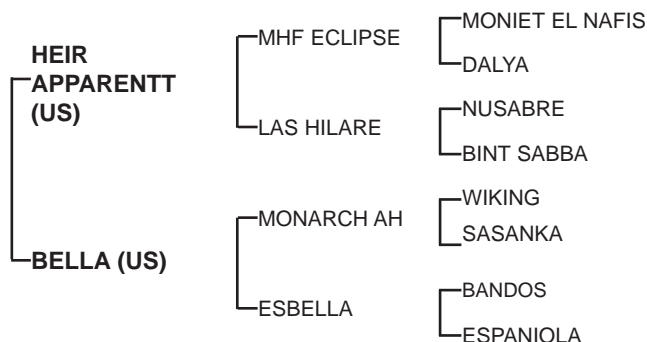 HEIR
APPARENTT
(US)
MHF ECLIPSE
MONIET EL NAFIS
DALYA
LAS HILARE
NUSABRE
BINT SABBA
BELLA (US)
MONARCH AH
WIKING
SASANKA
ESBELLA
BANDOS
ESPANIOLA